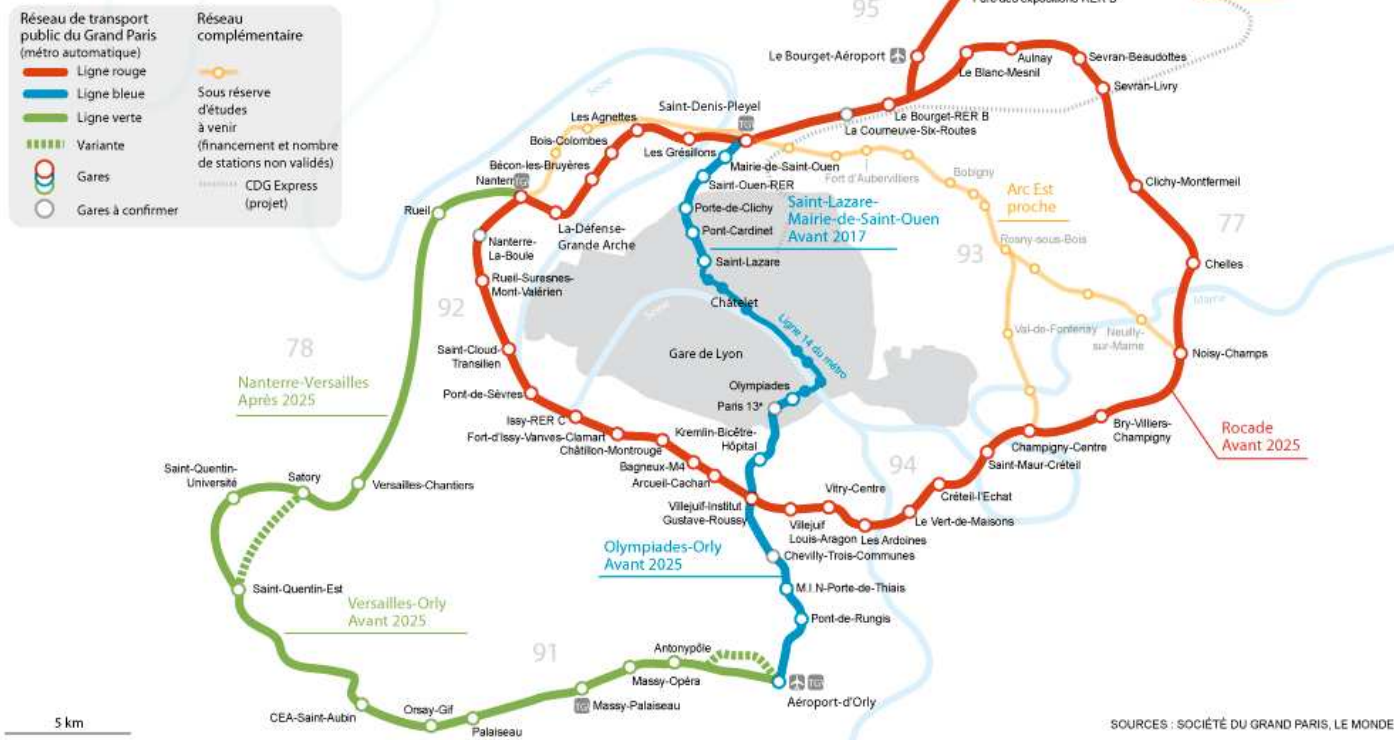 Réseau de transport
public du Grand Paris
(métro automatique)
Ligne rouge
Ligne bleue
Ligne verte
Variante
Gares
Gares à confirmer
Réseau
complémentaire
Sous réserve
d'études
à venir
(financement et nombre
de stations non validés)
CDG Express
(projet)
95
Le Bourget-Aéroport
Le Blanc-Mesnil
Aulnay
Sevran-Beaudottes
Sevran-Livry
Saint-Denis-Pleyel
TGV
Le Bourget-RER B
La Courneuve-Six-Routes
Seine
Les Agnettes
Bois-Colombes
Les Grésillons
Bécon-les-Bruyères
Mairie-de-Saint-Ouen
Saint-Ouen-RER
Fort d'Aubervilliers
Bobigny
Arc Est
proche
Clichy-Montfermeil
77
Rueil
La-Défense-
Grande Arche
Porte-de-Clichy
Saint-Lazare-
Mairie-de-Saint-Ouen
Avant 2017
Pont-Cardinet
Nanterre-
La-Boule
Rosny-sous-Bois
93
Chelles
Saint-Lazare
Rueil-Suresnes-
Mont-Valérien
92
Châtelet
Seine
Marne
Ligne 14 du métro
Val-de-Fontenay
Neuilly-
sur-Marne
Noisy-Champs
78
Saint-Cloud-
Transilien
Gare de Lyon
Nanterre-Versailles
Après 2025
Pont-de-Sèvres
Olympiades
Paris 13*
Issy-RER C
Fort-d'Issy-Vanves-Clamart
Châtillon-Montrouge
Kremlin-Bicêtre-
Hôpital
Bry-Villiers-
Champigny
Champigny-Centre
Rocade
Avant 2025
Saint-Maur-Créteil
94
Bagneux-M4
Arcueil-Cachan
Créteil-l'Echat
Saint-Quentin-
Université
Satory
Versailles-Chantiers
Vitry-Centre
Villejuif-Institut
Gustave-Roussy
Le Vert-de-Maisons
Villejuif
Louis-Aragon
Les Ardoines
Olympiades-Orly
Avant 2025
Chevilly-Trois-Communes
M.I.N-Porte-de-Thiais
Saint-Quentin-Est
Versailles-Orly
Avant 2025
Pont-de-Rungis
91
Antonypôle
Massy-Opéra
Massy-Palaiseau
Aéroport-d'Orly
CEA-Saint-Aubin
Orsay-Gif
Palaiseau
5 km
SOURCES : SOCIÉTÉ DU GRAND PARIS, LE MONDE